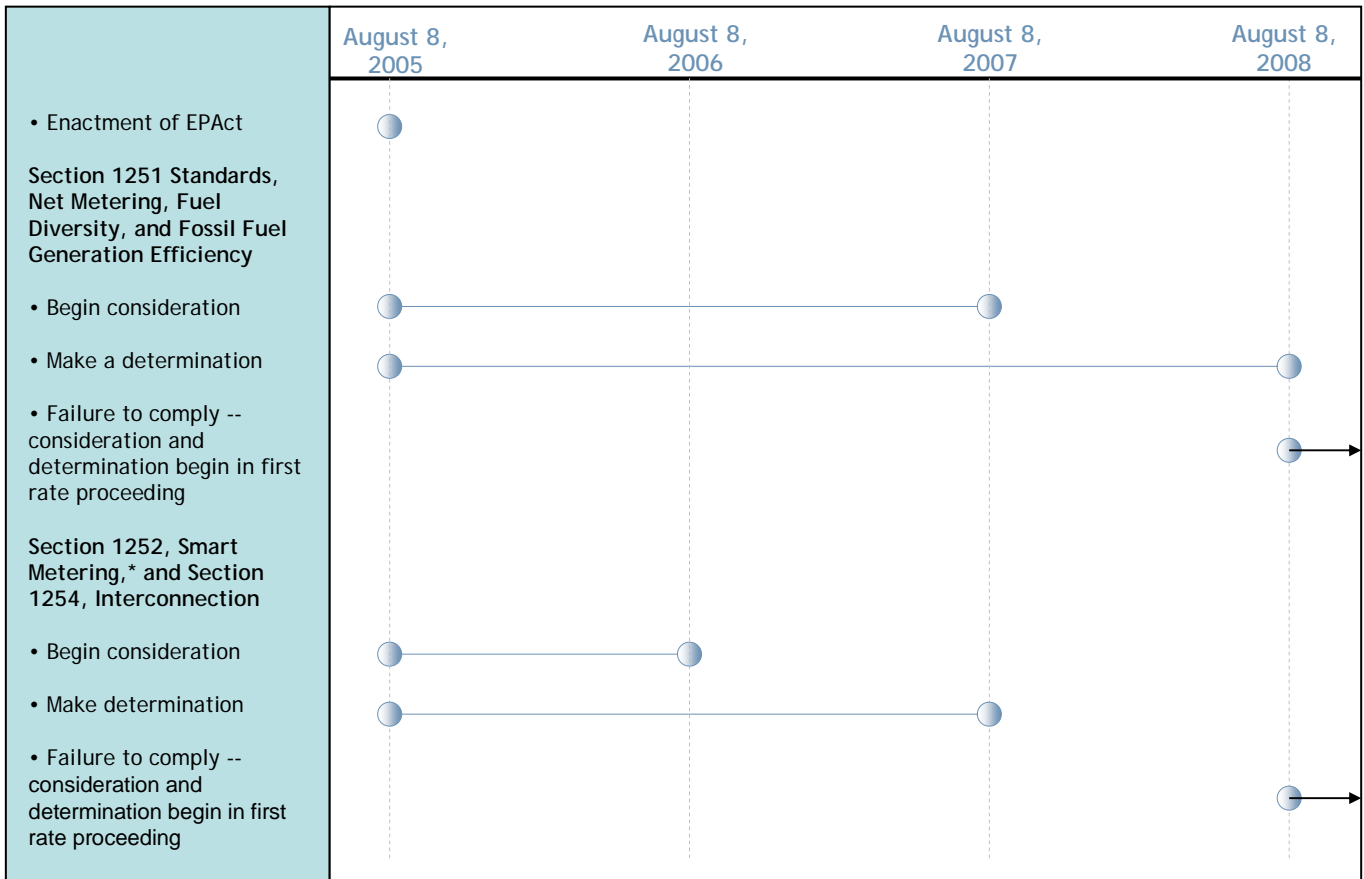 August 8,
2005
August 8,
2006
August 8,
2007
August 8,
2008
• Enactment of EPAct
Section 1251 Standards,
Net Metering, Fuel
Diversity, and Fossil Fuel
Generation Efficiency
• Begin consideration
• Make a determination
• Failure to comply --
consideration and
determination begin in first
rate proceeding
Section 1252, Smart
Metering,* and Section
1254, Interconnection
• Begin consideration
• Make determination
• Failure to comply --
consideration and
determination begin in first
rate proceeding